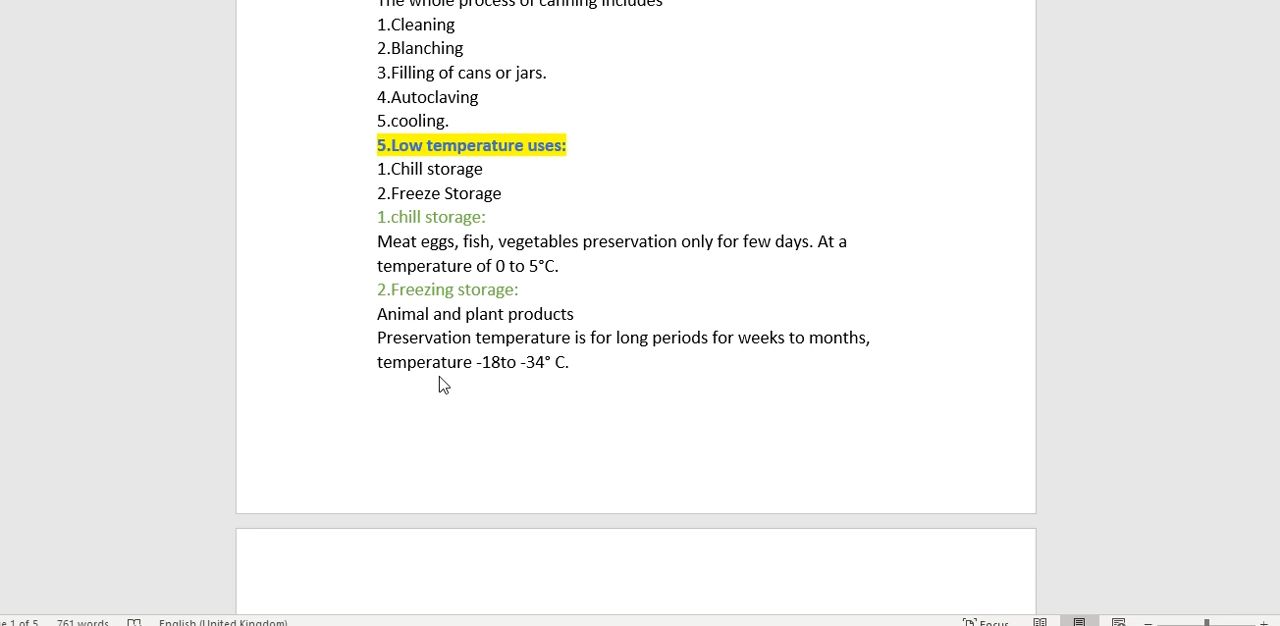 The whole process of canning includes
1.Cleaning
2.Blanching
3.Filling of cans or jars.
4.Autoclaving
5.cooling.
5.Low temperature uses:
1.Chill storage
2.Freeze Storage
1.chill storage:
Meat eggs, fish, vegetables preservation only for few days. At a
temperature of 0 to 5°C.
2.Freezing storage:
Animal and plant products
Preservation temperature is for long periods for weeks to months,
temperature -18to -34° C.
e 1 of 5 761 words English (United Kingdom) Focus